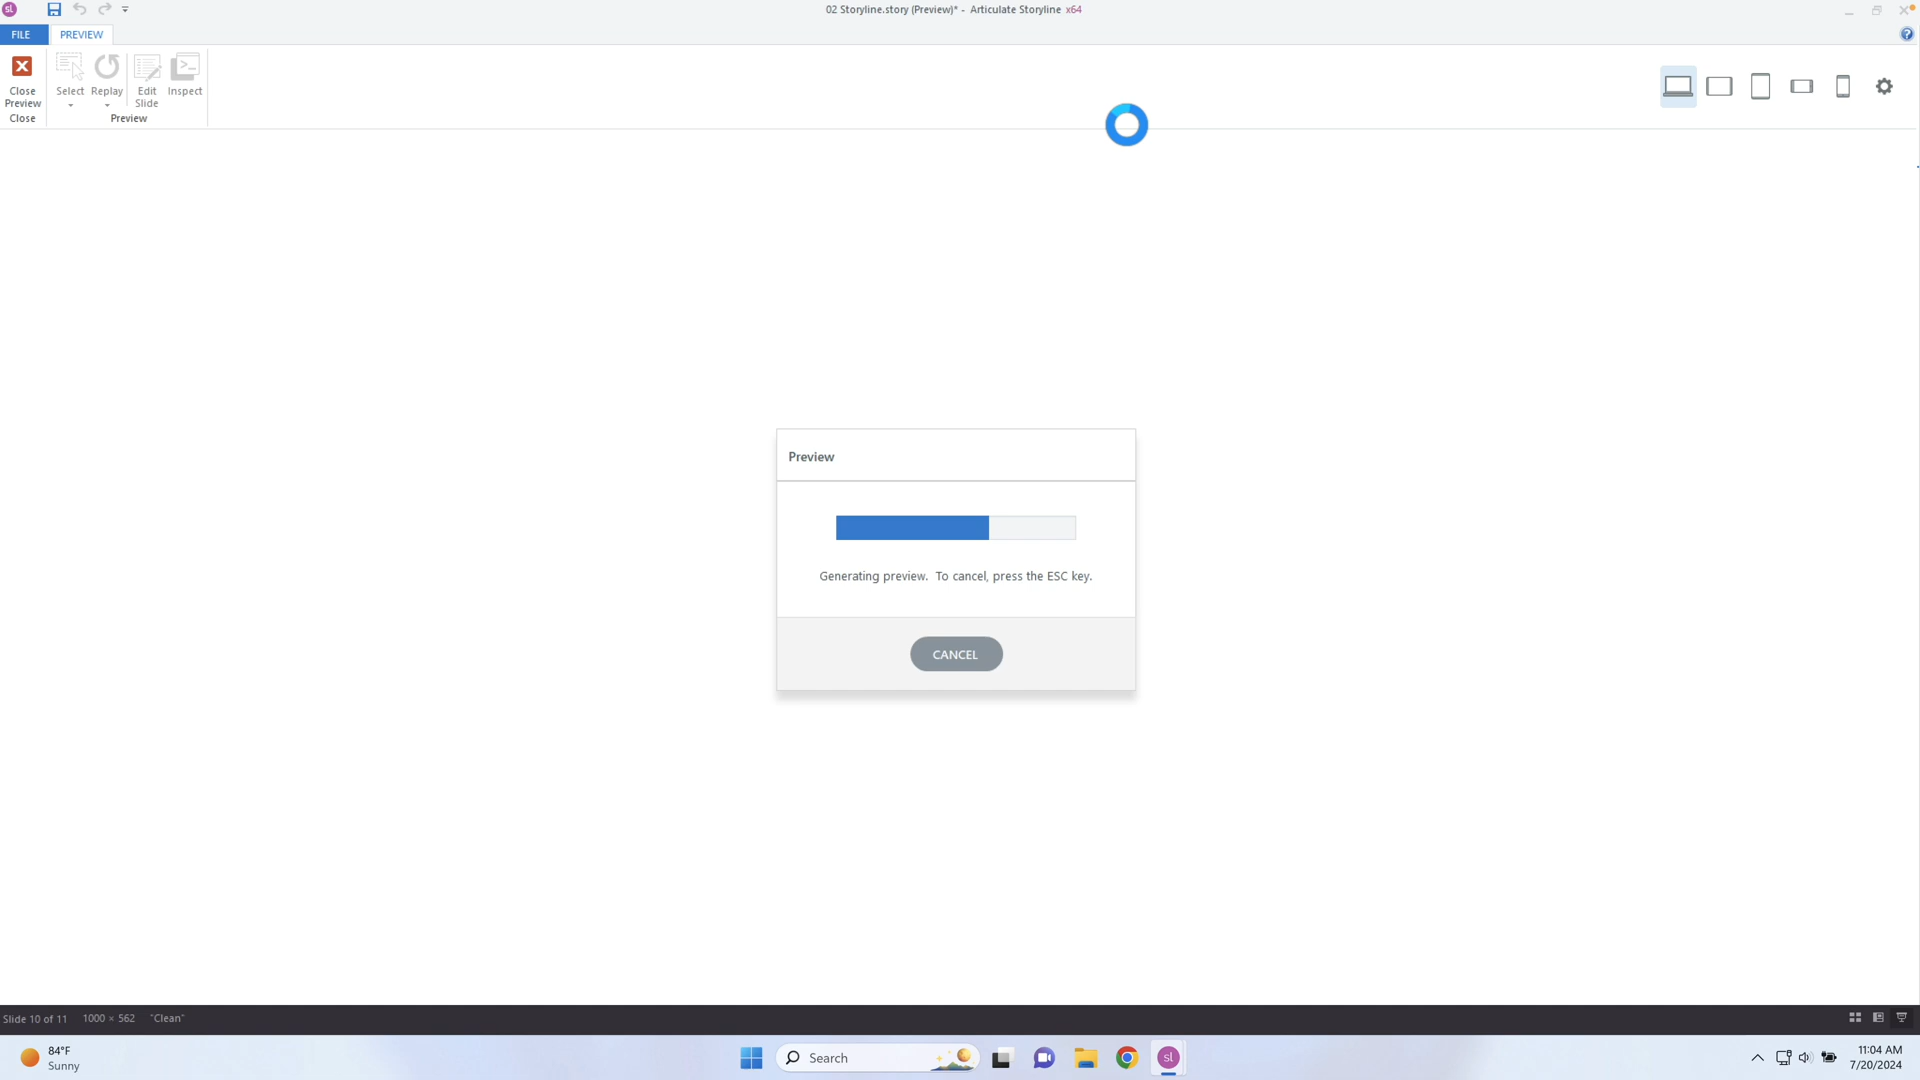 sl
02 Storyline.story (Preview)* - Articulate Storyline x64
FILE
PREVIEW
?
Close Preview
Select
Replay
Edit Slide
Inspect
Close
Preview
Preview
Generating preview. To cancel, press the ESC key.
CANCEL
Slide 10 of 11 1000 × 562 "Clean"
84°F
Sunny
Search
sl
11:04 AM
7/20/2024